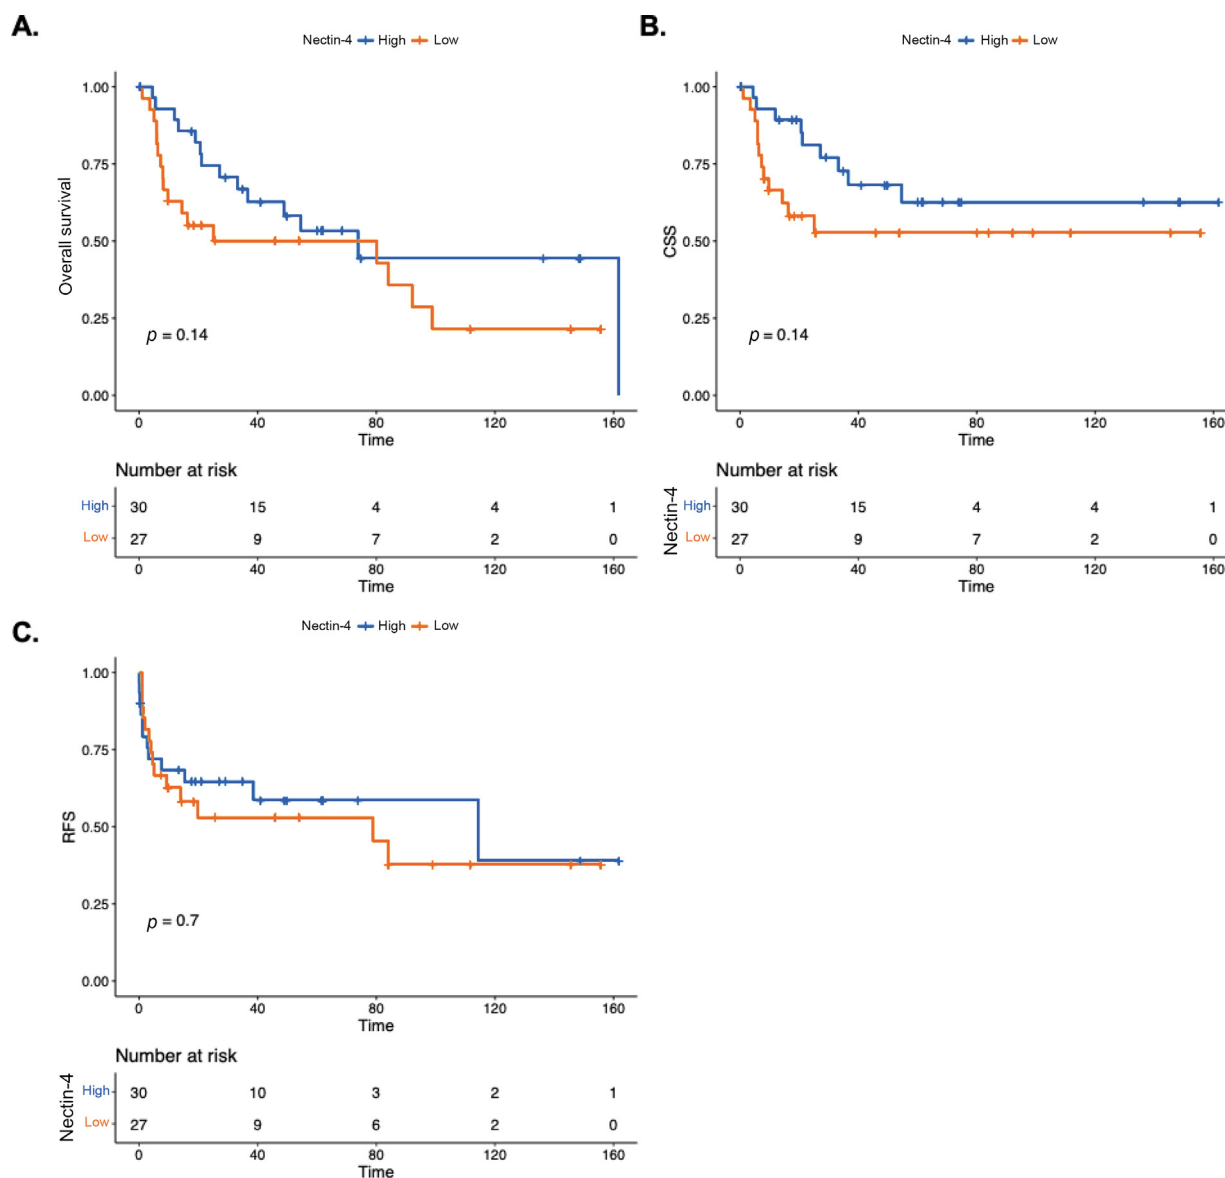 A.
Nectin-4 High Low
Overall survival
1.00
0.75
0.50
0.25
0.00
p = 0.14
0 40 80 120 160
Time
Number at risk
High 30 15 4 4 1
Low 27 9 7 2 0
0 40 80 120 160
Time
B.
Nectin-4 High Low
CSS
1.00
0.75
0.50
0.25
0.00
p = 0.14
0 40 80 120 160
Time
Number at risk
Nectin-4
High 30 15 4 4 1
Low 27 9 7 2 0
0 40 80 120 160
Time
C.
Nectin-4 High Low
RFS
1.00
0.75
0.50
0.25
0.00
p = 0.7
0 40 80 120 160
Time
Number at risk
Nectin-4
High 30 10 3 2 1
Low 27 9 6 2 0
0 40 80 120 160
Time